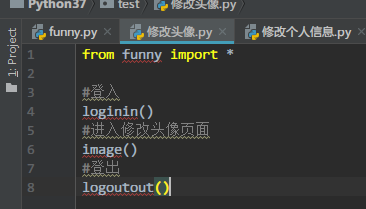 Python37 test 修改头像.py
funny.py 修改头像.py 修改个人信息.py
1: Project
1 from funny import *
2
3 #登入
4 loginin()
5 #进入修改头像页面
6 image()
7 #登出
8 logoutout()